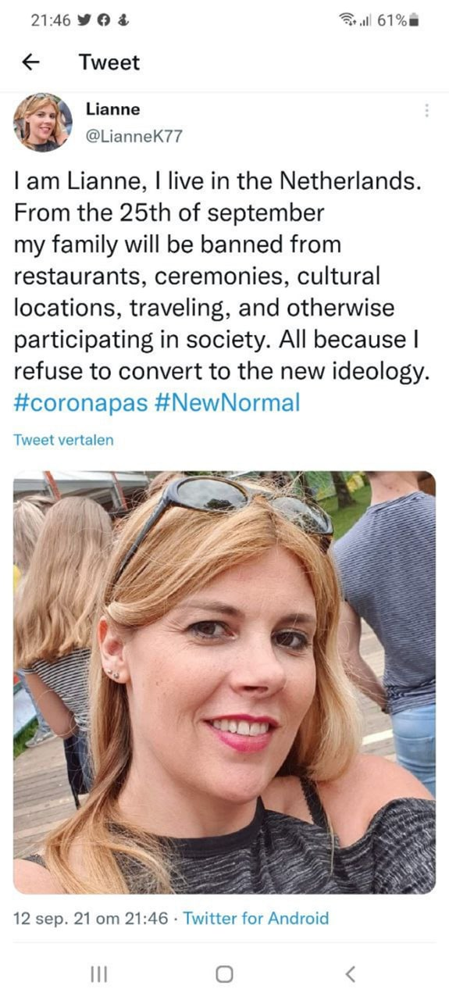 21:46 61%
Tweet
Lianne
@LianneK77
I am Lianne, I live in the Netherlands.
From the 25th of september
my family will be banned from
restaurants, ceremonies, cultural
locations, traveling, and otherwise
participating in society. All because I
refuse to convert to the new ideology.
#coronapas #NewNormal
Tweet vertalen
12 sep. 21 om 21:46 · Twitter for Android